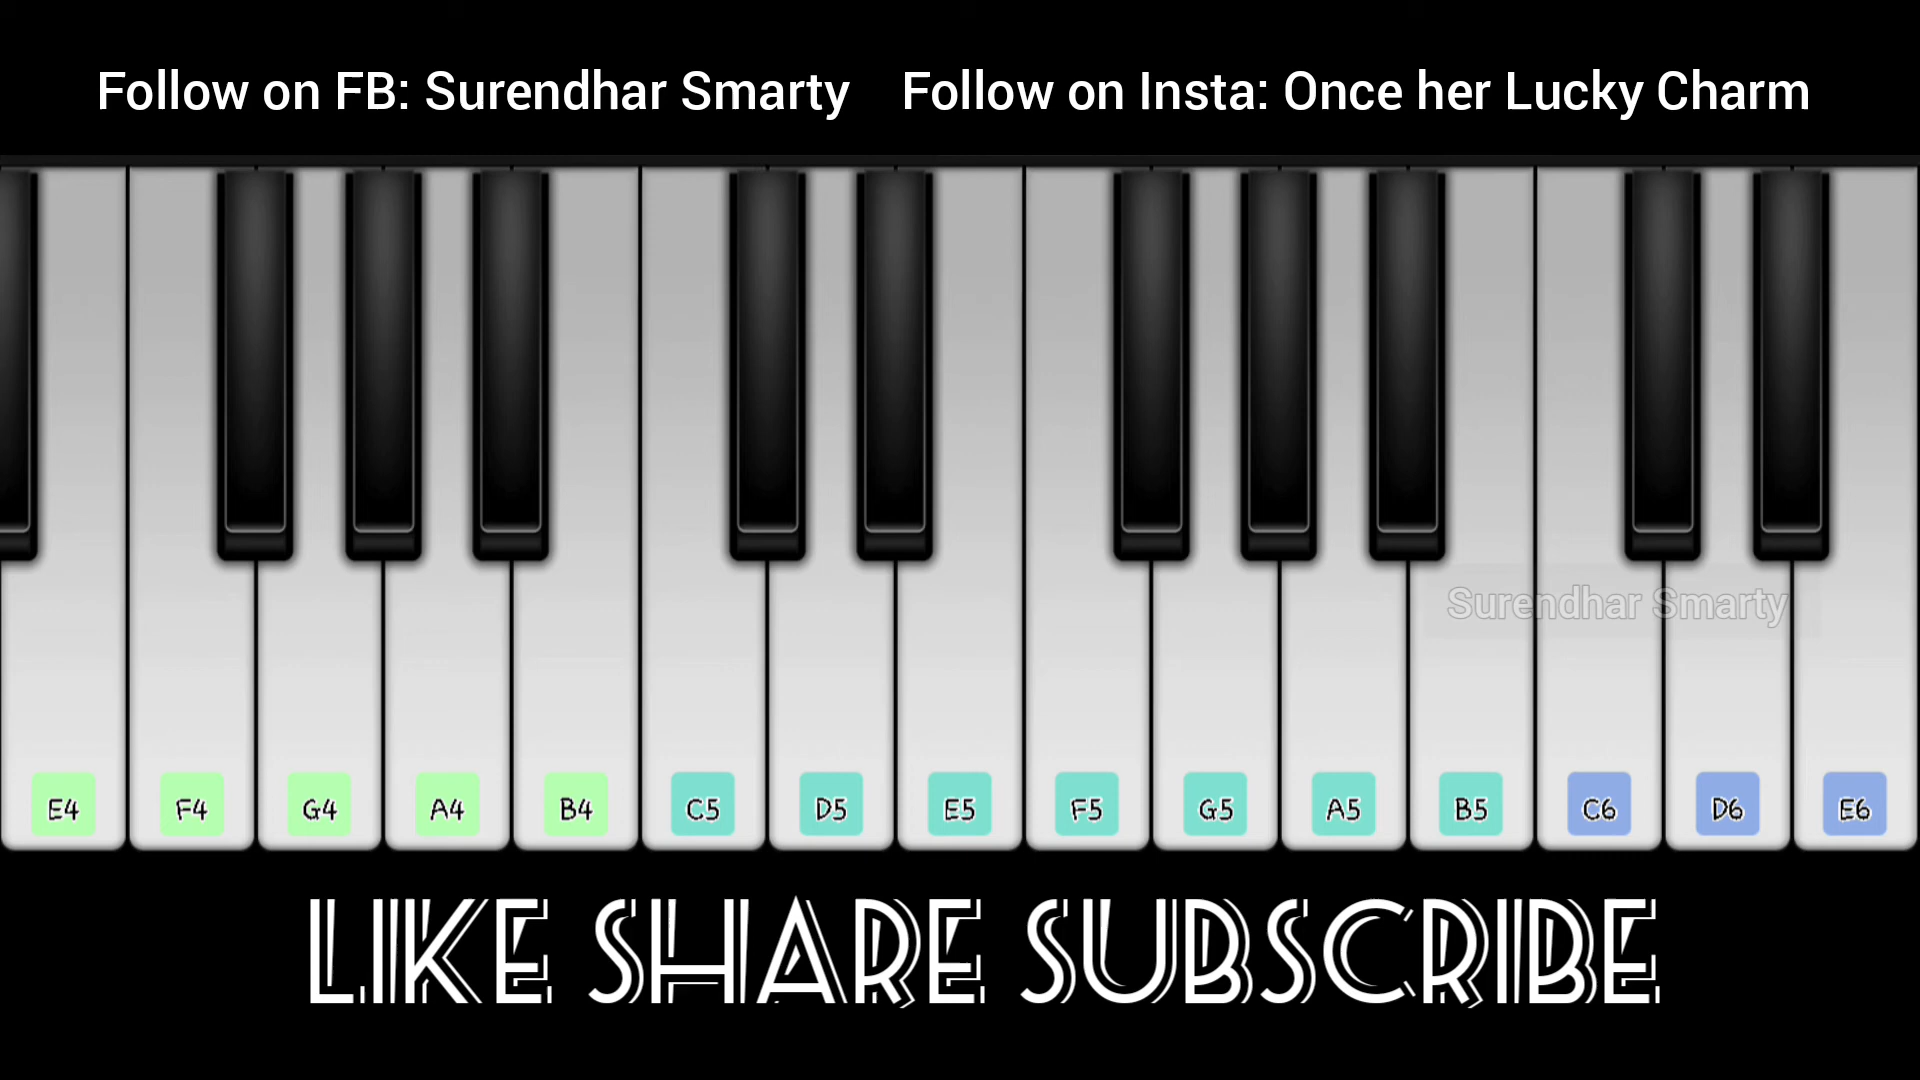 Follow on FB: Surendhar Smarty Follow on Insta: Once her Lucky Charm
Surendhar Smarty
E4 F4 G4 A4 B4 C5 D5 E5 F5 G5 A5 B5 C6 D6 E6
LIKE SHARE SUBSCRIBE